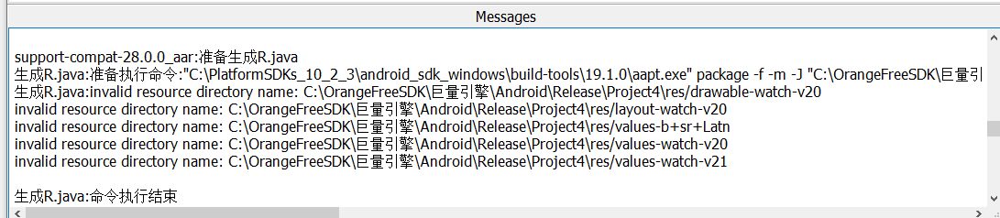 Messages
support-compat-28.0.0_aar:准备生成R.java
生成R.java:准备执行命令:"C:\PlatformSDKs_10_2_3\android_sdk_windows\build-tools\19.1.0\aapt.exe" package -f -m -J "C:\OrangeFreeSDK\巨量引
生成R.java:invalid resource directory name: C:\OrangeFreeSDK\巨量引擎\Android\Release\Project4\res/drawable-watch-v20
invalid resource directory name: C:\OrangeFreeSDK\巨量引擎\Android\Release\Project4\res/layout-watch-v20
invalid resource directory name: C:\OrangeFreeSDK\巨量引擎\Android\Release\Project4\res/values-b+sr+Latn
invalid resource directory name: C:\OrangeFreeSDK\巨量引擎\Android\Release\Project4\res/values-watch-v20
invalid resource directory name: C:\OrangeFreeSDK\巨量引擎\Android\Release\Project4\res/values-watch-v21
生成R.java:命令执行结束